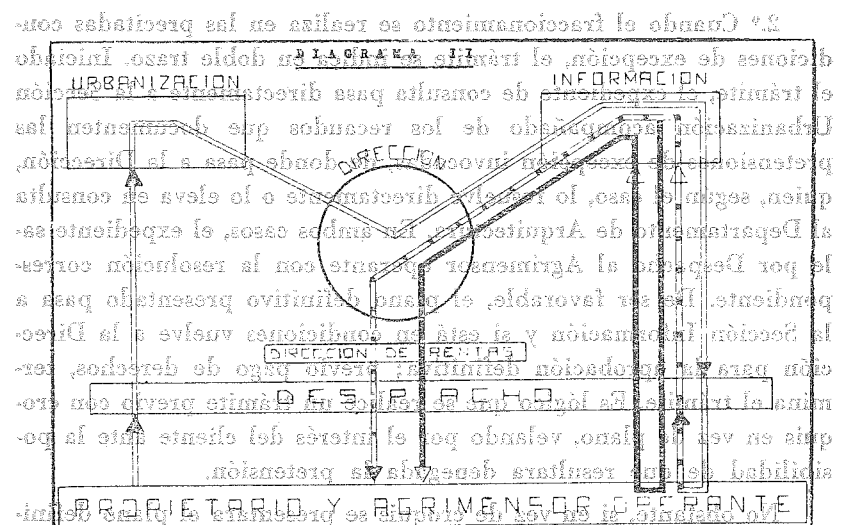 DIAGRAMA II
URBANIZACION
INFORMACION
DIRECCION
DIRECCION DE RENTAS
DESPACHO
PROPIETARIO Y AGRIMENSOR OPERANTE
2.º Cuando el fraccionamiento se realiza en las precitadas con-
diciones de excepción, el trámite se indica en doble trazo. Iniciado
el trámite, el expediente de consulta pasa directamente a la Sección
Urbanización acompañado de los recaudos que documenten las
pretensiones de excepción invocada, de donde pasa a la Dirección,
quien, según el caso, lo resuelve directamente o lo eleva en consulta
al Departamento de Arquitectura. En ambos casos, el expediente sa-
le por Despacho al Agrimensor operante con la resolución corres-
pondiente. De ser favorable, el plano definitivo presentado pasa a
la Sección Información y si está en condiciones vuelve a la Direc-
ción para la aprobación definitiva; previo pago de derechos, ter-
mina el trámite. Es lógico que se realice un trámite previo con cro-
quis en vez de plano, velando por el interés del cliente ante la po-
sibilidad de que resultara denegada la pretensión.
No obstante, si en vez de croquis se presentara el plano defini-